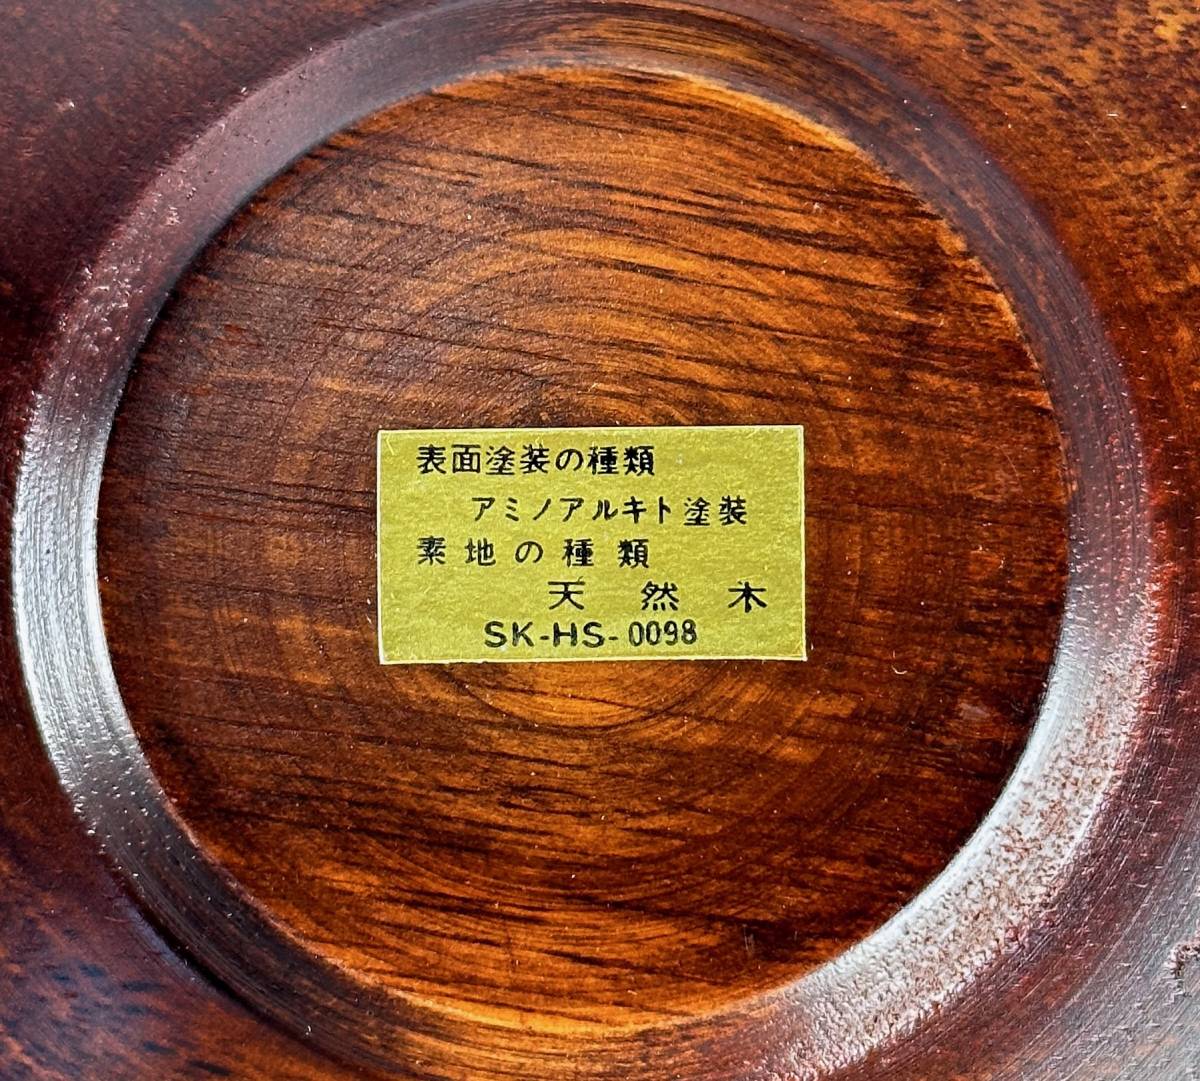 表面塗装の種類
アミノアルキト塗装
素地の種類
天然木
SK-HS-0098